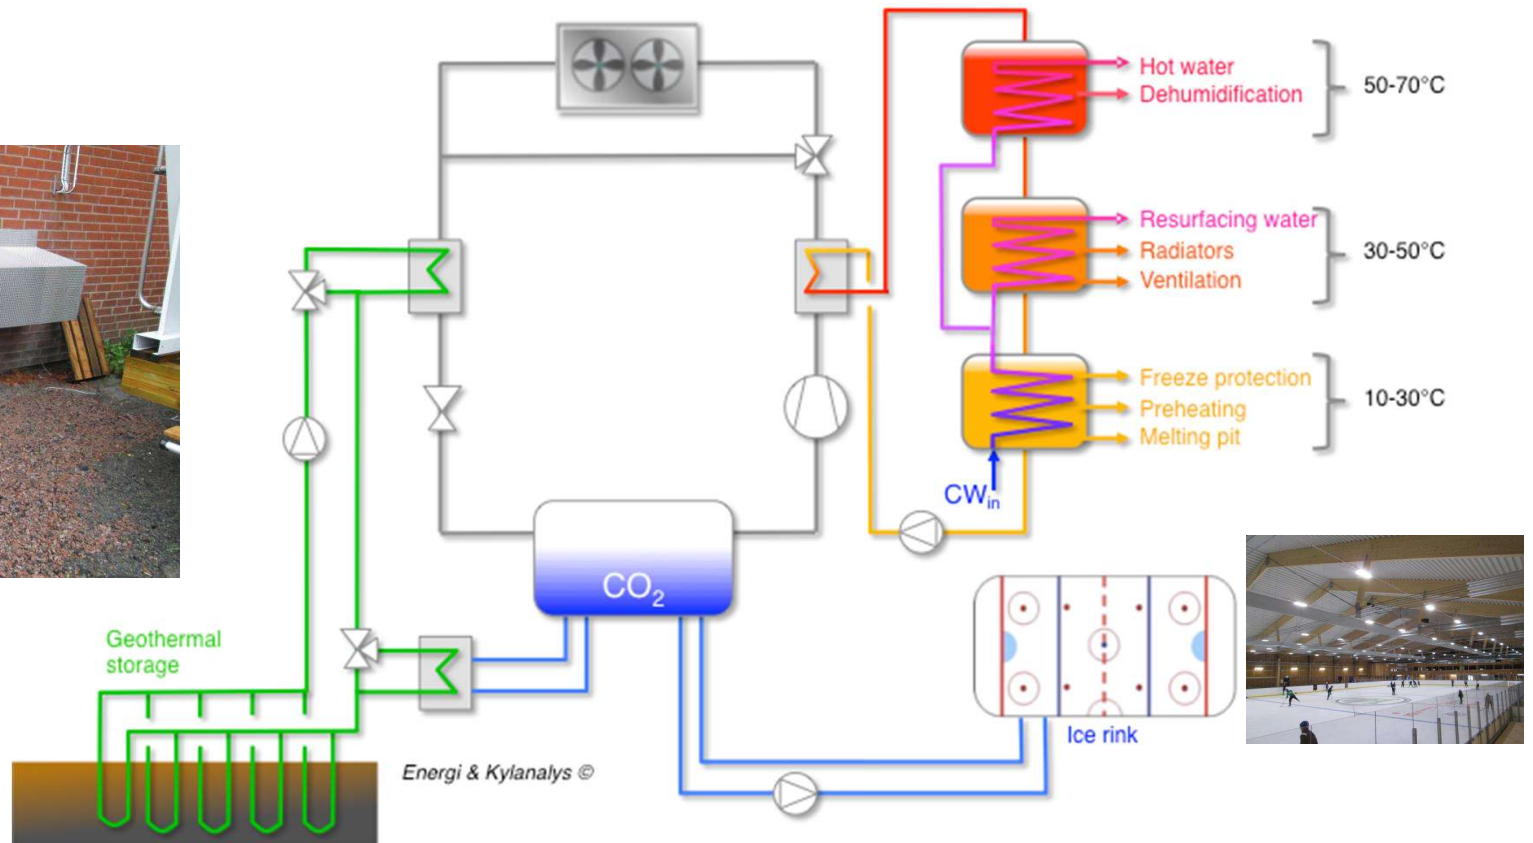 Hot water
Dehumidification
50-70°C
Resurfacing water
Radiators
Ventilation
30-50°C
Freeze protection
Preheating
Melting pit
10-30°C
CWin
CO2
Geothermal
storage
Ice rink
Energi & Kylanalys ©